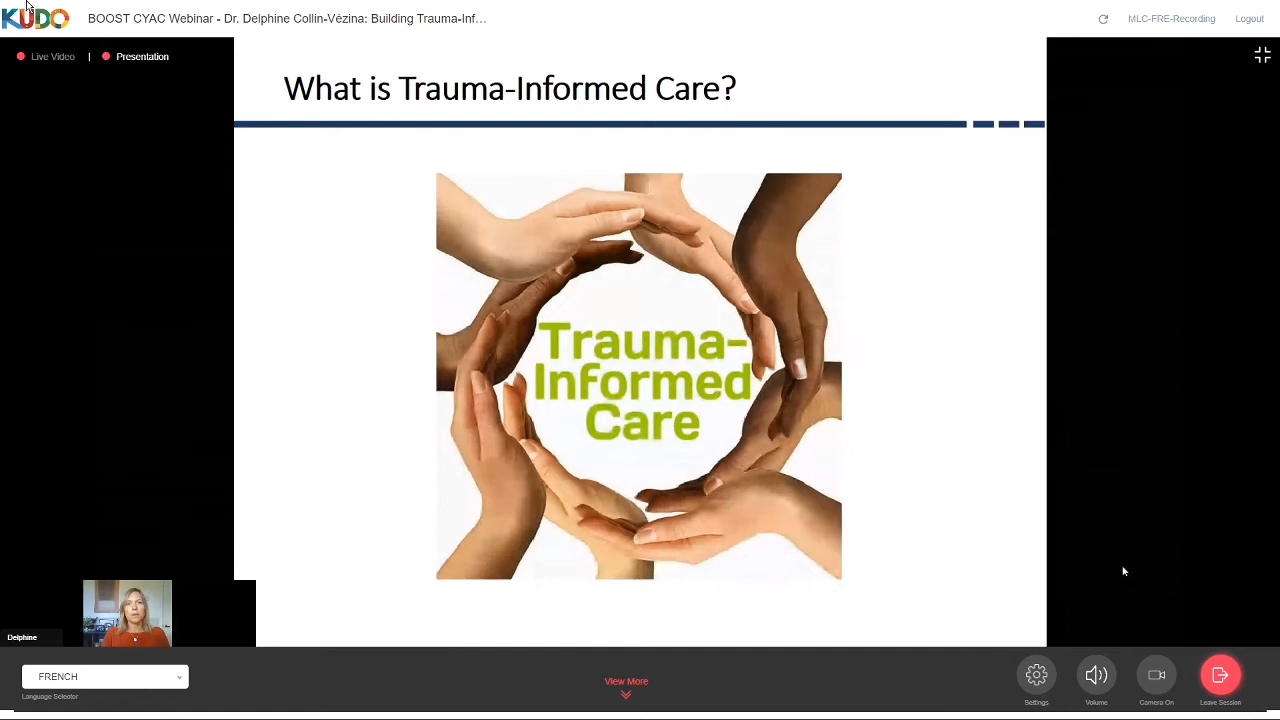 KUDO
BOOST CYAC Webinar - Dr. Delphine Collin-Vézina: Building Trauma-Inf...
MLC-FRE-Recording
Logout
Live Video | Presentation
What is Trauma-Informed Care?
Trauma-
Informed
Care
Delphine
FRENCH
Language Selector
View More
Settings
Volume
Camera On
Leave Session